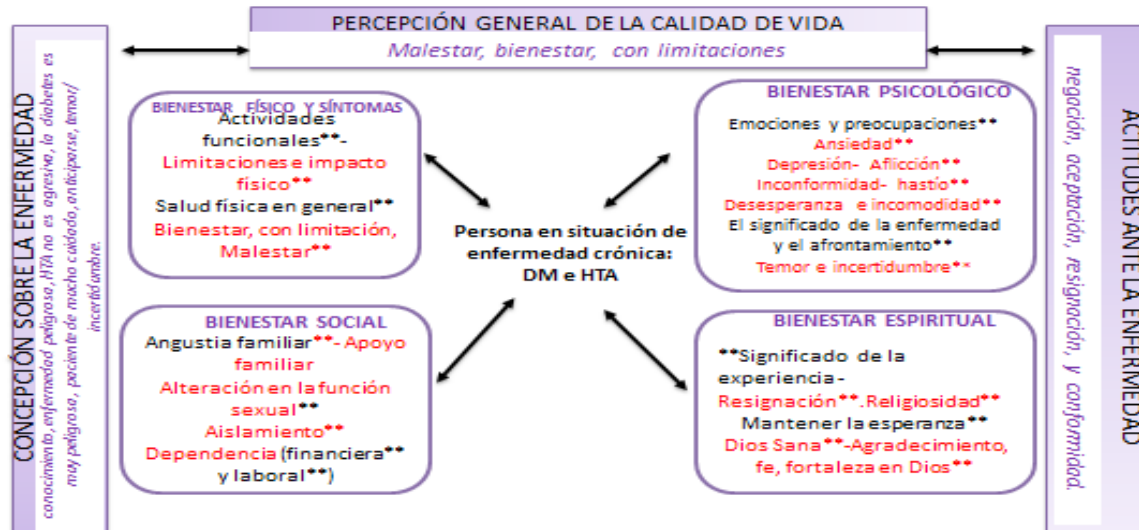 PERCEPCIÓN GENERAL DE LA CALIDAD DE VIDA
Malestar, bienestar, con limitaciones
CONCEPCIÓN SOBRE LA ENFERMEDAD
conocimiento, enfermedad peligrosa, HTA no es agresiva, la diabetes es
muy peligrosa, paciente de mucho cuidado, anticiparse, temor/
incertidumbre.
BIENESTAR FÍSICO Y SÍNTOMAS
Actividades
funcionales**-
Limitaciones e impacto
físico**
Salud física en general**
Bienestar, con limitación,
Malestar**
BIENESTAR PSICOLÓGICO
Emociones y preocupaciones**
Ansiedad**
Depresión- Aflicción**
Inconformidad- hastío**
Desesperanza e incomodidad**
El significado de la enfermedad
y el afrontamiento**
Temor e incertidumbre**
Persona en situación de
enfermedad crónica:
DM e HTA
BIENESTAR SOCIAL
Angustia familiar**- Apoyo
familiar
Alteración en la función
sexual**
Aislamiento**
Dependencia (financiera**
y laboral**)
BIENESTAR ESPIRITUAL
**Significado de la
experiencia-
Resignación**.Religiosidad**
Mantener la esperanza**
Dios Sana**-Agradecimiento,
fe, fortaleza en Dios**
ACTITUDES ANTE LA ENFERMEDAD
negación, aceptación, resignación, y conformidad.